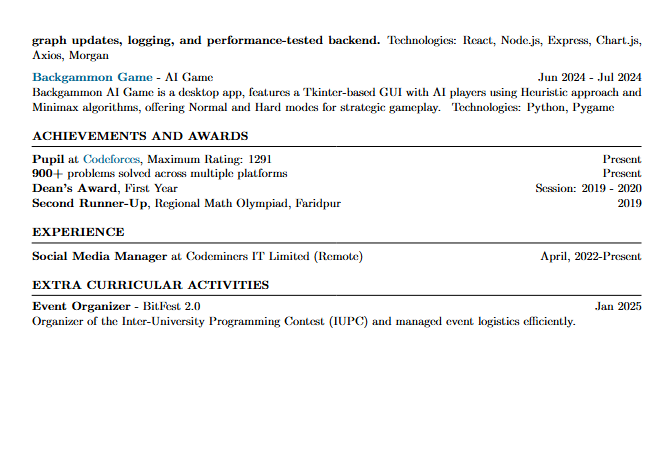 graph updates, logging, and performance-tested backend. Technologies: React, Node.js, Express, Chart.js,
Axios, Morgan
Backgammon Game - AI Game Jun 2024 - Jul 2024
Backgammon AI Game is a desktop app, features a Tkinter-based GUI with AI players using Heuristic approach and
Minimax algorithms, offering Normal and Hard modes for strategic gameplay. Technologies: Python, Pygame
ACHIEVEMENTS AND AWARDS
Pupil at Codeforces, Maximum Rating: 1291 Present
900+ problems solved across multiple platforms Present
Dean's Award, First Year Session: 2019 - 2020
Second Runner-Up, Regional Math Olympiad, Faridpur 2019
EXPERIENCE
Social Media Manager at Codeminers IT Limited (Remote) April, 2022-Present
EXTRA CURRICULAR ACTIVITIES
Event Organizer - BitFest 2.0 Jan 2025
Organizer of the Inter-University Programming Contest (IUPC) and managed event logistics efficiently.